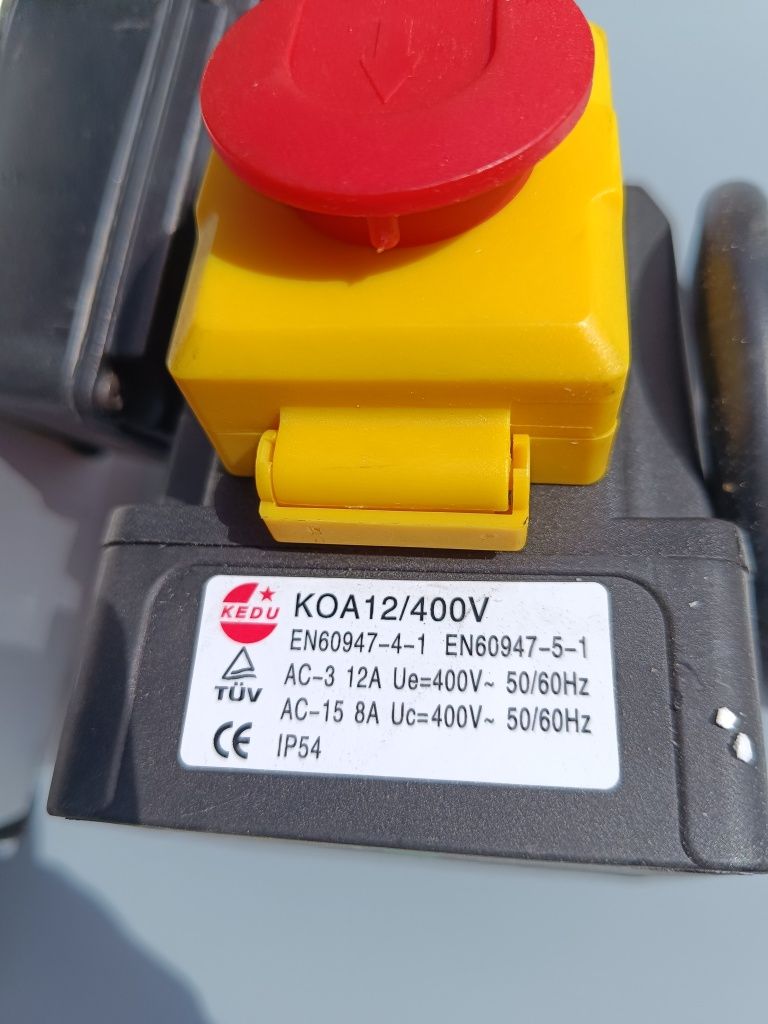 KEDU
KOA12/400V
EN60947-4-1 EN60947-5-1
AC-3 12A Ue=400V~ 50/60Hz
TÜV
AC-15 8A Uc=400V~ 50/60Hz
CE IP54